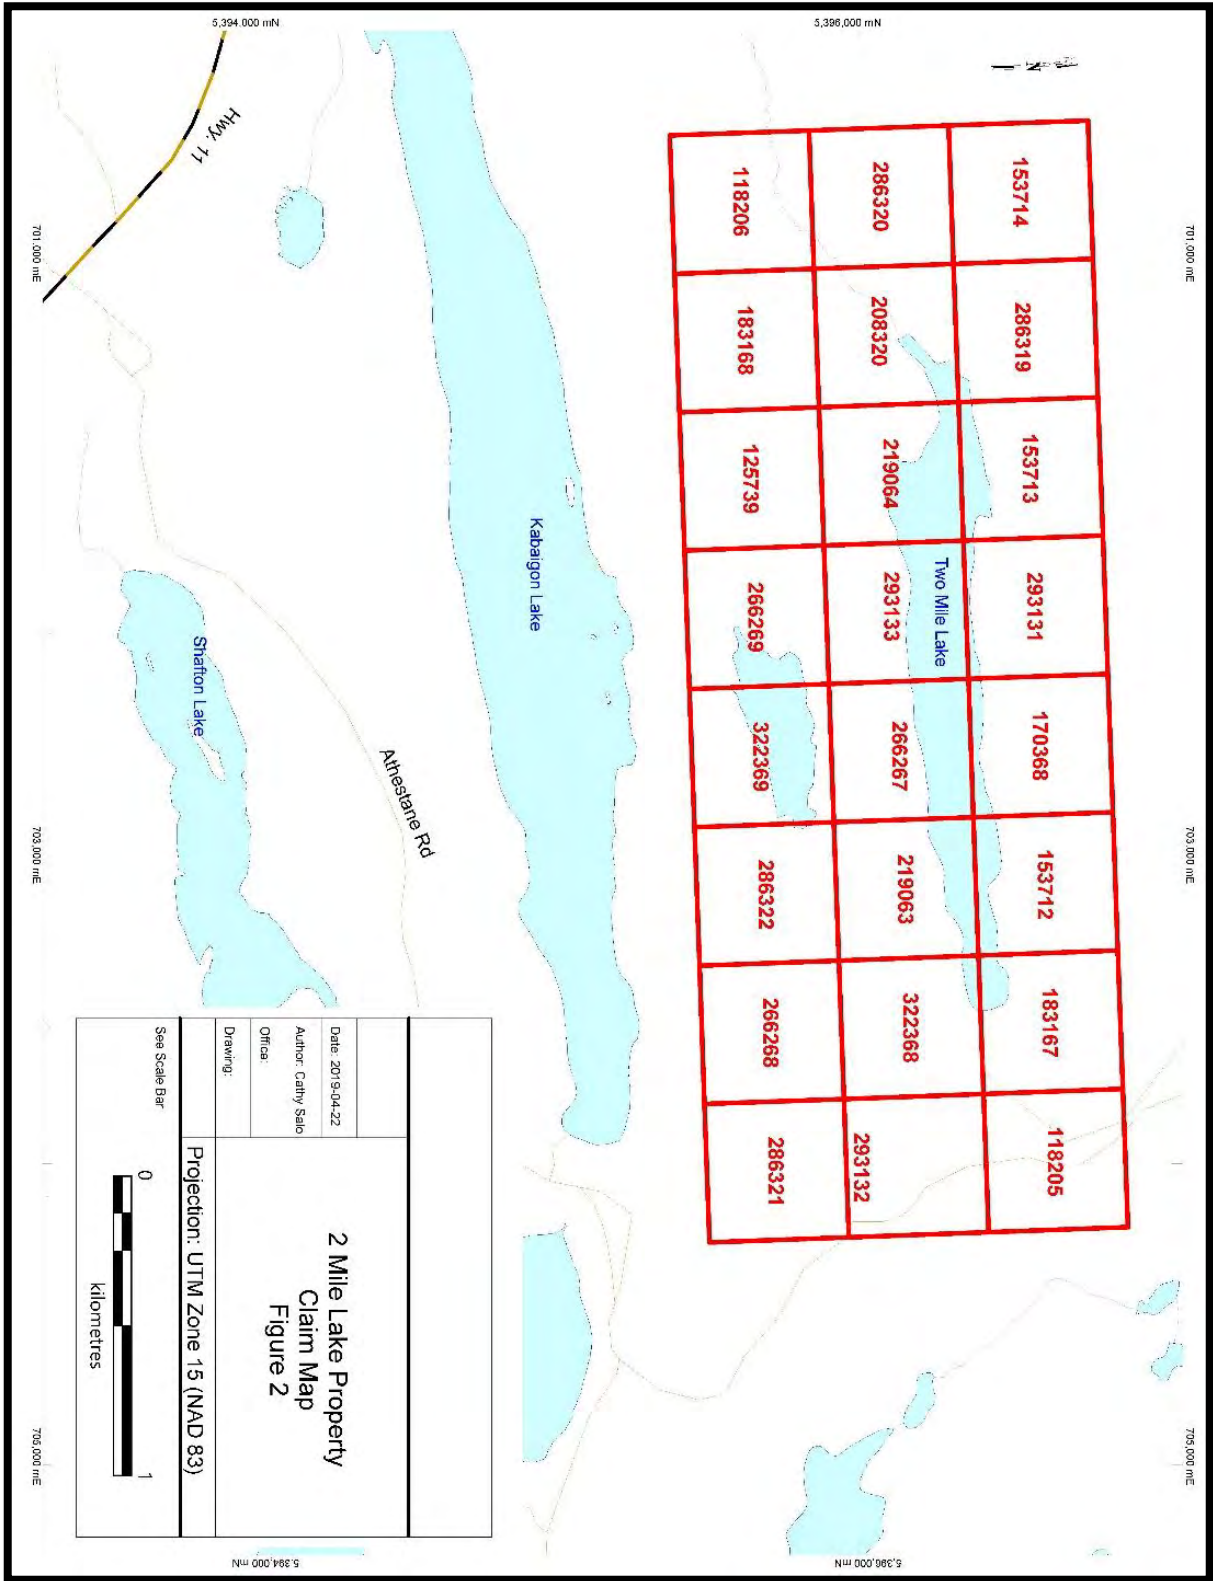 5,394,000 mN
5,396,000 mN
N
701,000 mE
701,000 mE
703,000 mE
703,000 mE
705,000 mE
705,000 mE
5,394,000 mN
5,396,000 mN
153714
286319
153713
293131
170368
153712
183167
118205
286320
208320
219064
293133
266267
219063
322368
293132
118206
183168
125739
266269
322369
286322
266268
286321
Two Mile Lake
Kabaigon Lake
Hwy. 11
Athestane Rd
Shafton Lake
2 Mile Lake Property
Claim Map
Figure 2
Date: 2019-04-22
Author: Cathy Salo
Office:
Drawing:
Projection: UTM Zone 15 (NAD 83)
See Scale Bar
0
1
kilometres